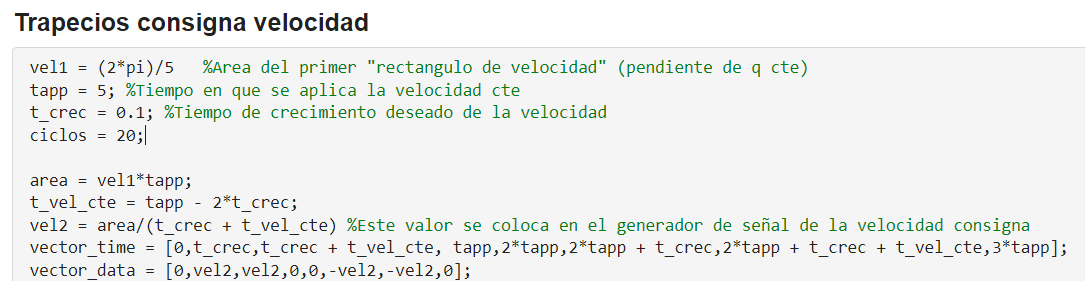 Trapecios consigna velocidad
vel1 = (2*pi)/5   %Area del primer "rectangulo de velocidad" (pendiente de q cte)
tapp = 5; %Tiempo en que se aplica la velocidad cte
t_crec = 0.1; %Tiempo de crecimiento deseado de la velocidad
ciclos = 20;
area = vel1*tapp;
t_vel_cte = tapp - 2*t_crec;
vel2 = area/(t_crec + t_vel_cte) %Este valor se coloca en el generador de señal de la velocidad consigna
vector_time = [0,t_crec,t_crec + t_vel_cte, tapp,2*tapp,2*tapp + t_crec,2*tapp + t_crec + t_vel_cte,3*tapp];
vector_data = [0,vel2,vel2,0,0,-vel2,-vel2,0];